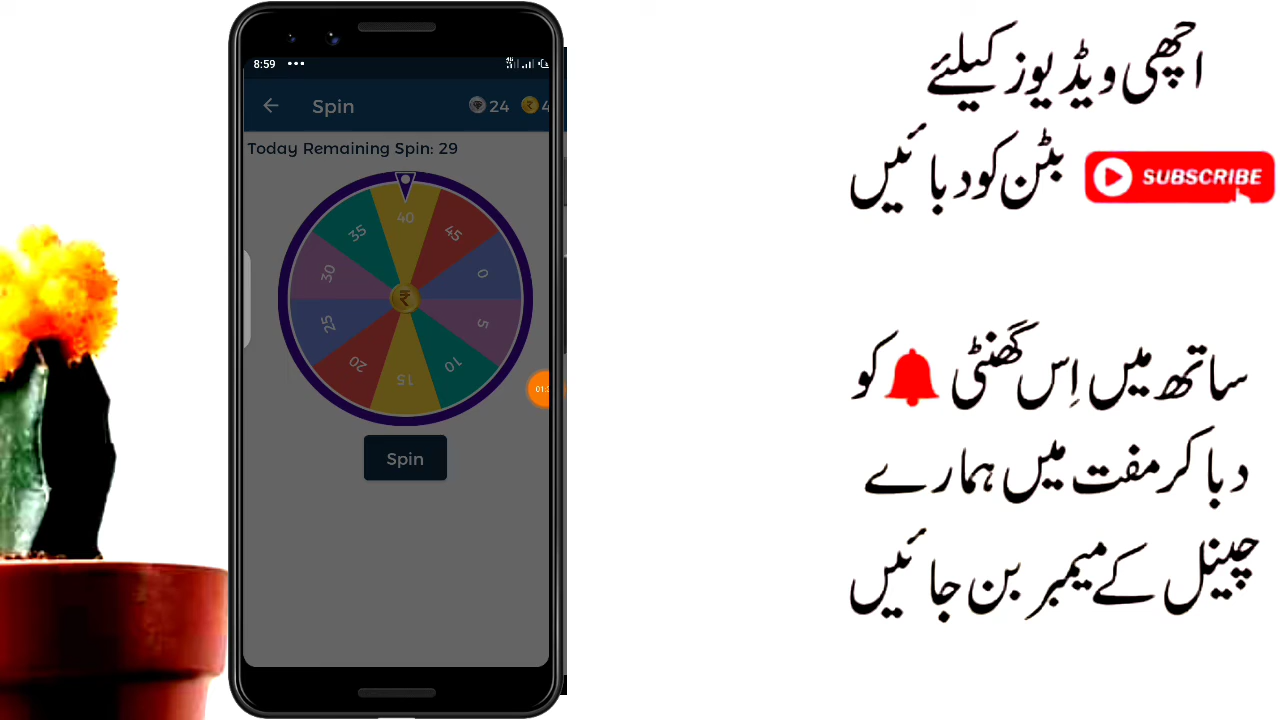 8:59
Spin
24
4
Today Remaining Spin: 29
40
45
0
5
10
15
20
25
30
35
Spin
اچھی ویڈیوز کیلئے
بٹن کو دبائیں SUBSCRIBE
ساتھ میں اِس گھنٹی کو
دبا کر مفت میں ہمارے
چینل کے میمبر بن جائیں